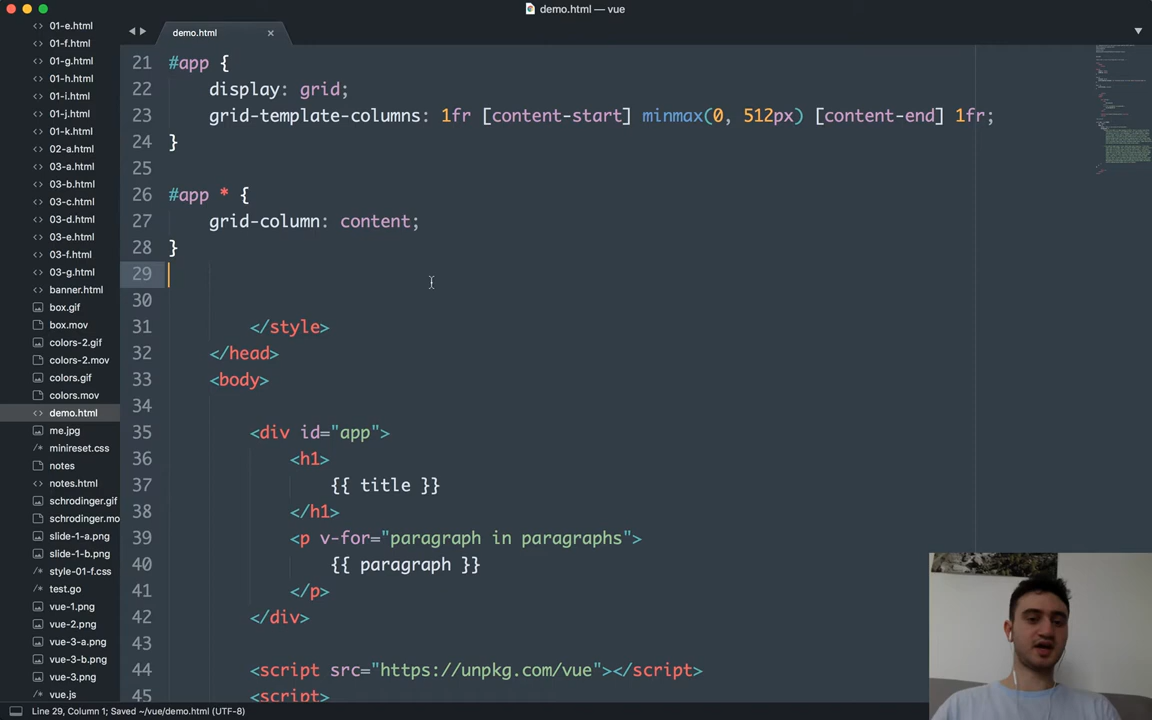 demo.html — vue
01-e.html
01-f.html
01-g.html
01-h.html
01-i.html
01-j.html
01-k.html
02-a.html
03-a.html
03-b.html
03-c.html
03-d.html
03-e.html
03-f.html
03-g.html
banner.html
box.gif
box.mov
colors-2.gif
colors-2.mov
colors.gif
colors.mov
demo.html
me.jpg
minireset.css
notes
notes.html
schrodinger.gif
schrodinger.mo
slide-1-a.png
slide-1-b.png
style-01-f.css
test.go
vue-1.png
vue-2.png
vue-3-a.png
vue-3-b.png
vue-3.png
vue.js
demo.html
21 #app {
22 display: grid;
23 grid-template-columns: 1fr [content-start] minmax(0, 512px) [content-end] 1fr;
24 }
25
26 #app * {
27 grid-column: content;
28 }
29
30
31 </style>
32 </head>
33 <body>
34
35 <div id="app">
36 <h1>
37 {{ title }}
38 </h1>
39 <p v-for="paragraph in paragraphs">
40 {{ paragraph }}
41 </p>
42 </div>
43
44 <script src="https://unpkg.com/vue"></script>
45 <script>
Line 29, Column 1; Saved ~/vue/demo.html (UTF-8)